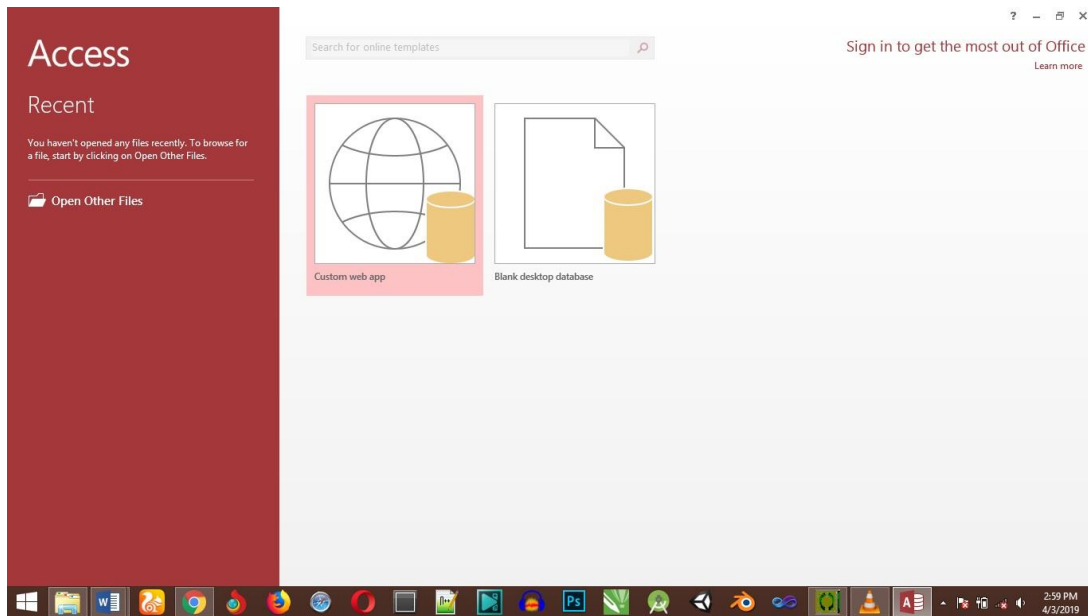 ?
Access
Search for online templates
Sign in to get the most out of Office
Learn more
Recent
You haven't opened any files recently. To browse for
a file, start by clicking on Open Other Files.
Open Other Files
Custom web app
Blank desktop database
W
n++
Ps
A
2:59 PM
4/3/2019